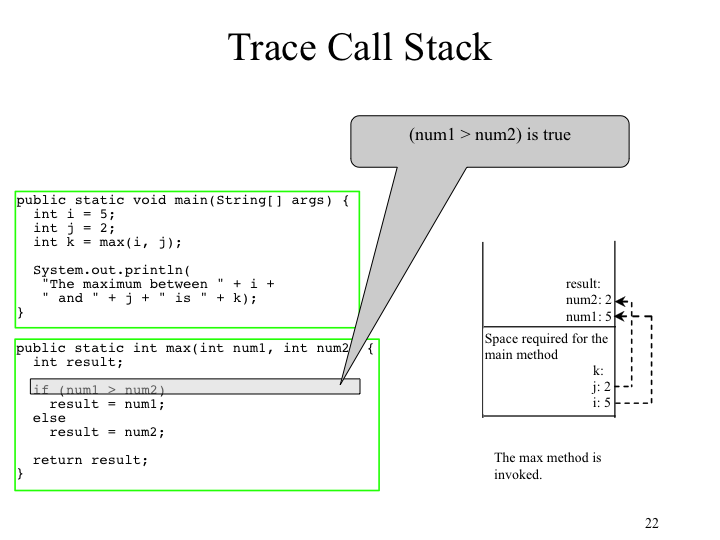 Trace Call Stack
(num1 > num2) is true
public static void main(String[] args) {
int i = 5;
int j = 2;
int k = max(i, j);
System.out.println(
"The maximum between " + i +
" and " + j + " is " + k);
}
public static int max(int num1, int num2) {
int result;
if (num1 > num2)
result = num1;
else
result = num2;
return result;
}
result:
num2: 2
num1: 5
Space required for the
main method
k:
j: 2
i: 5
The max method is
invoked.
22